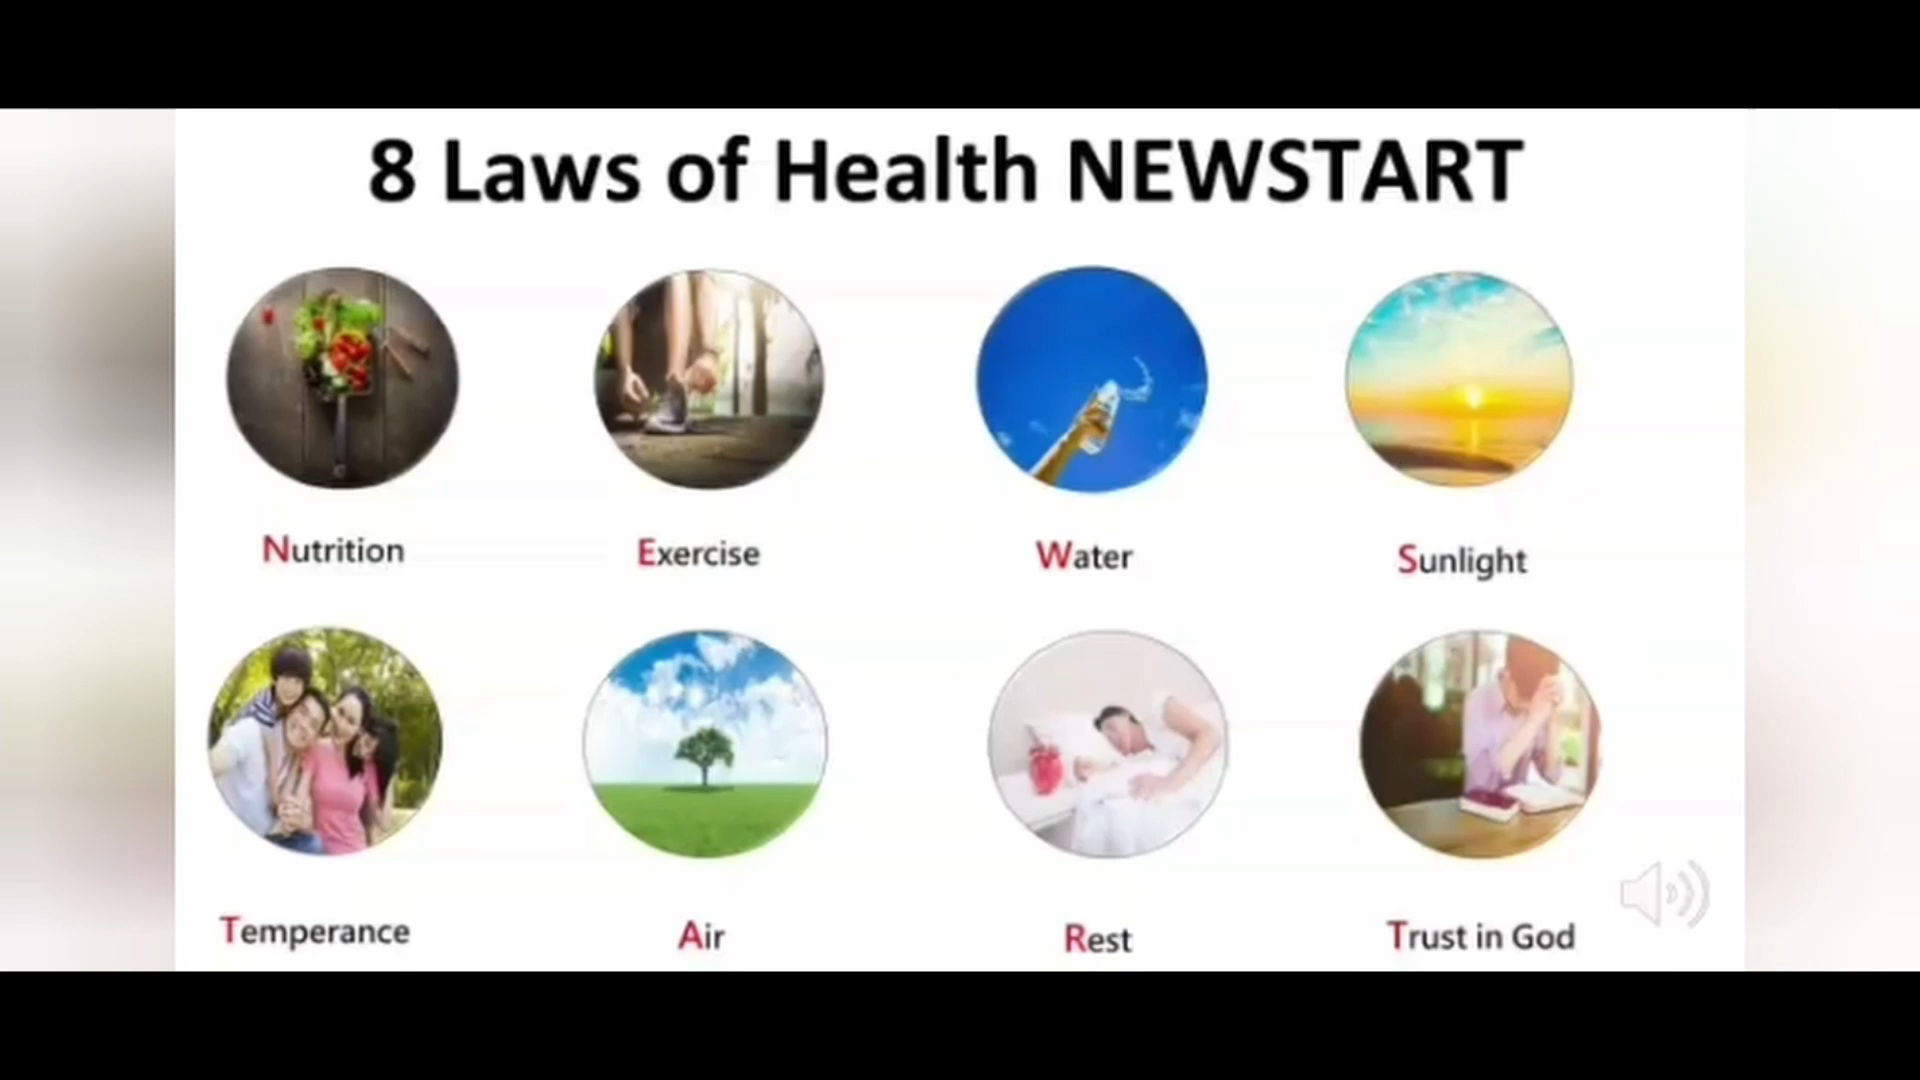 8 Laws of Health NEWSTART
Nutrition
Exercise
Water
Sunlight
Temperance
Air
Rest
Trust in God